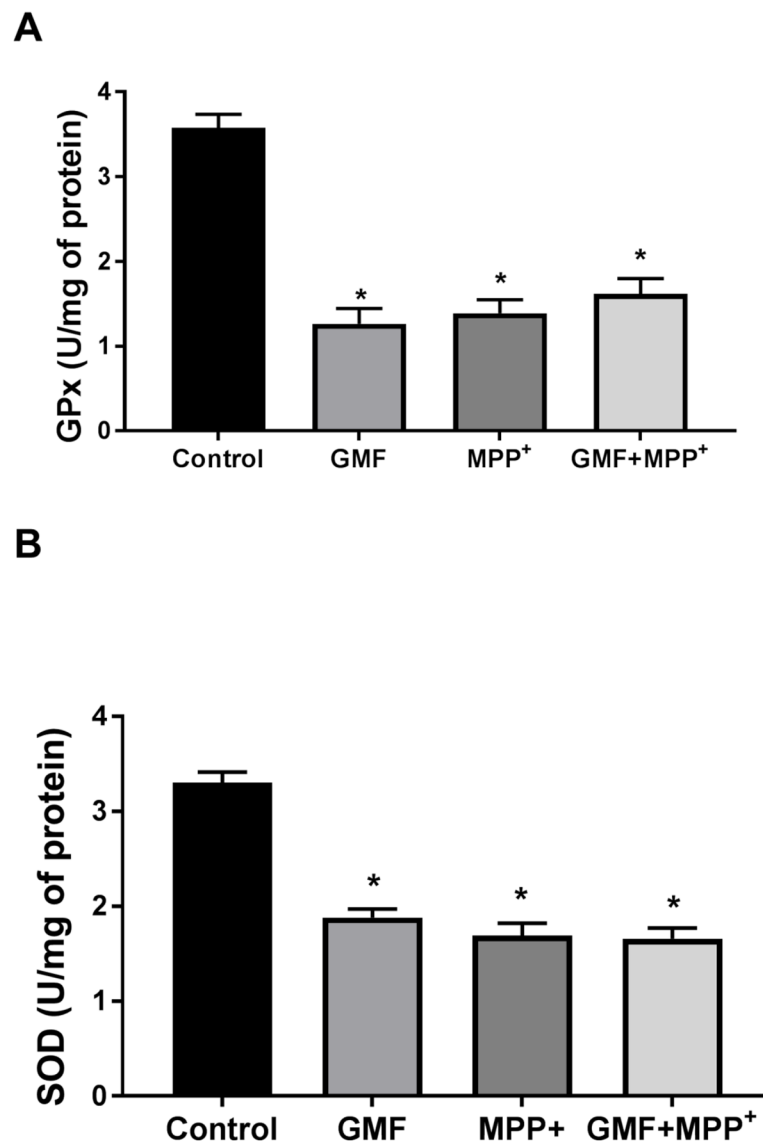 A
GPx (U/mg of protein)
4
3
2
1
0
*
*
*
Control GMF MPP⁺ GMF+MPP⁺
B
SOD (U/mg of protein)
4
3
2
1
0
*
*
*
Control GMF MPP+ GMF+MPP⁺